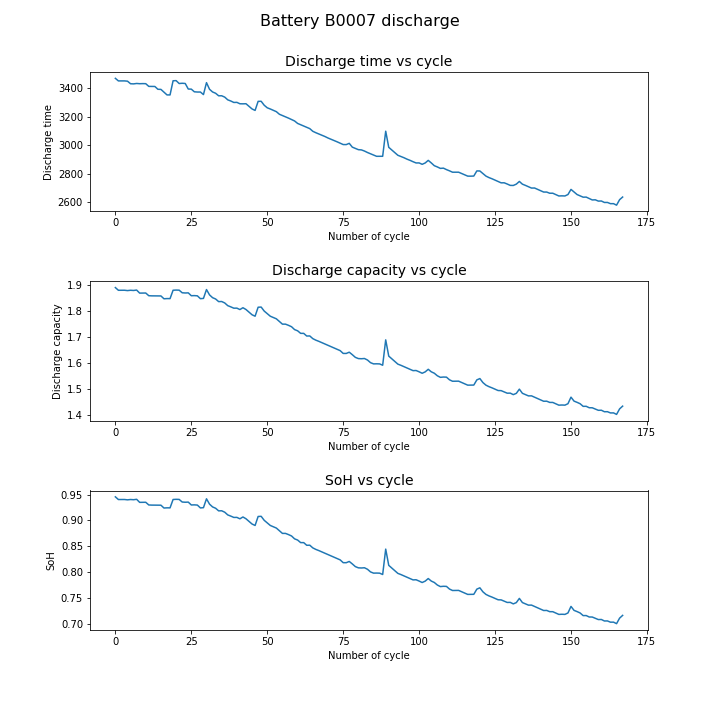 Battery B0007 discharge
Discharge time vs cycle
3400
3200
3000
2800
2600
Discharge time
0 25 50 75 100 125 150 175
Number of cycle
Discharge capacity vs cycle
1.9
1.8
1.7
1.6
1.5
1.4
Discharge capacity
0 25 50 75 100 125 150 175
Number of cycle
SoH vs cycle
0.95
0.90
0.85
0.80
0.75
0.70
SoH
0 25 50 75 100 125 150 175
Number of cycle